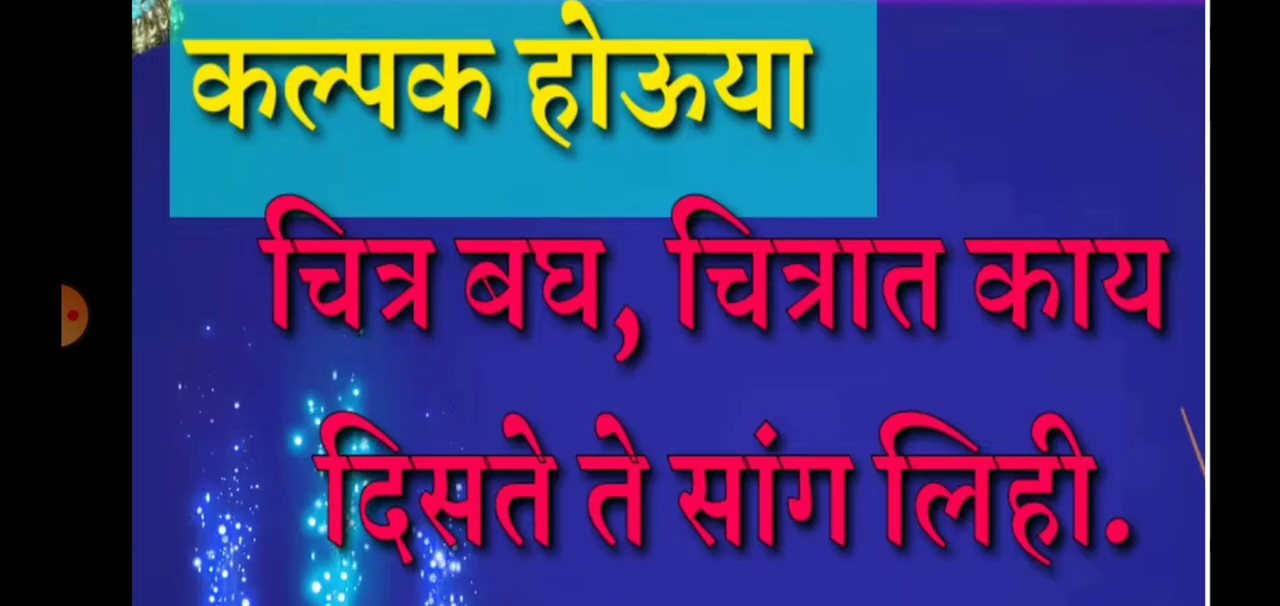 कल्पक होऊया
चित्र बघ, चित्रात काय
दिसते ते सांग लिही.